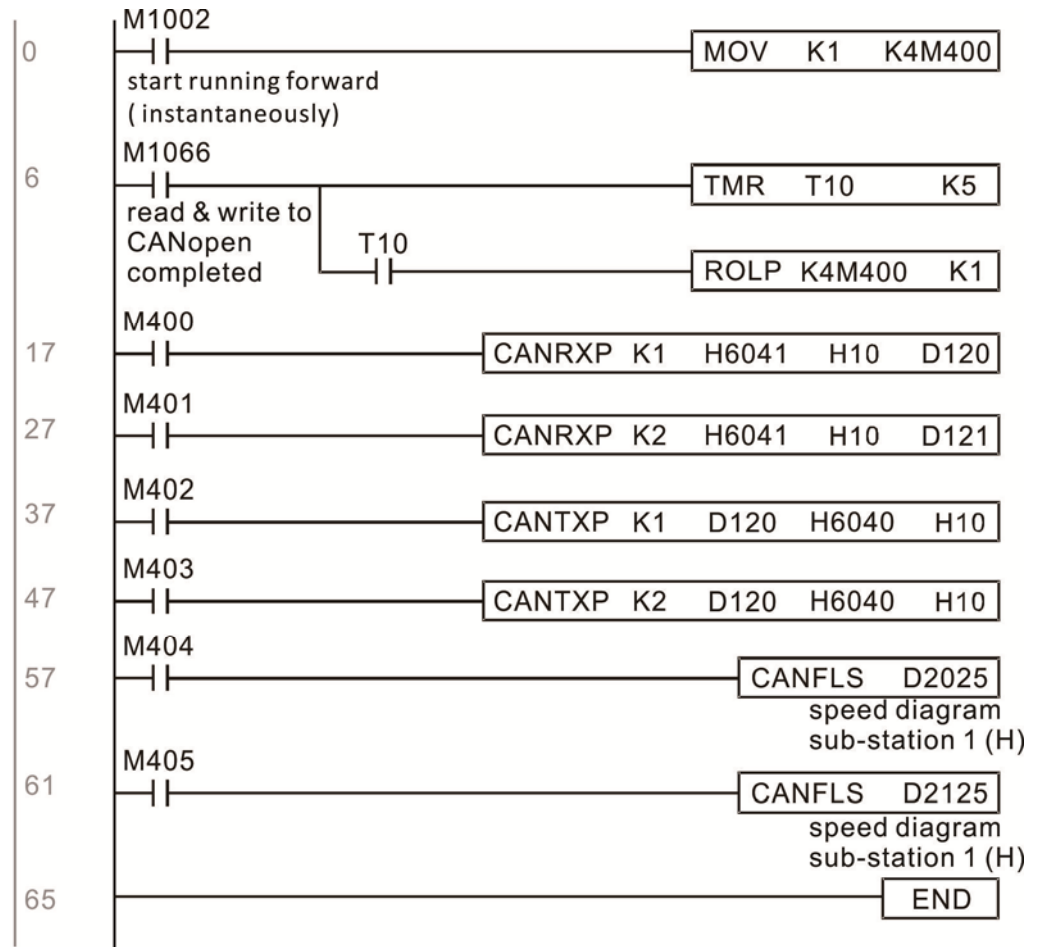 M1002
0
MOV K1 K4M400
start running forward
( instantaneously)
M1066
6
TMR T10 K5
read & write to
CANopen
completed
T10
ROLP K4M400 K1
M400
17
CANRXP K1 H6041 H10 D120
M401
27
CANRXP K2 H6041 H10 D121
M402
37
CANTXP K1 D120 H6040 H10
M403
47
CANTXP K2 D120 H6040 H10
M404
57
CANFLS D2025
speed diagram
sub-station 1 (H)
M405
61
CANFLS D2125
speed diagram
sub-station 1 (H)
65
END